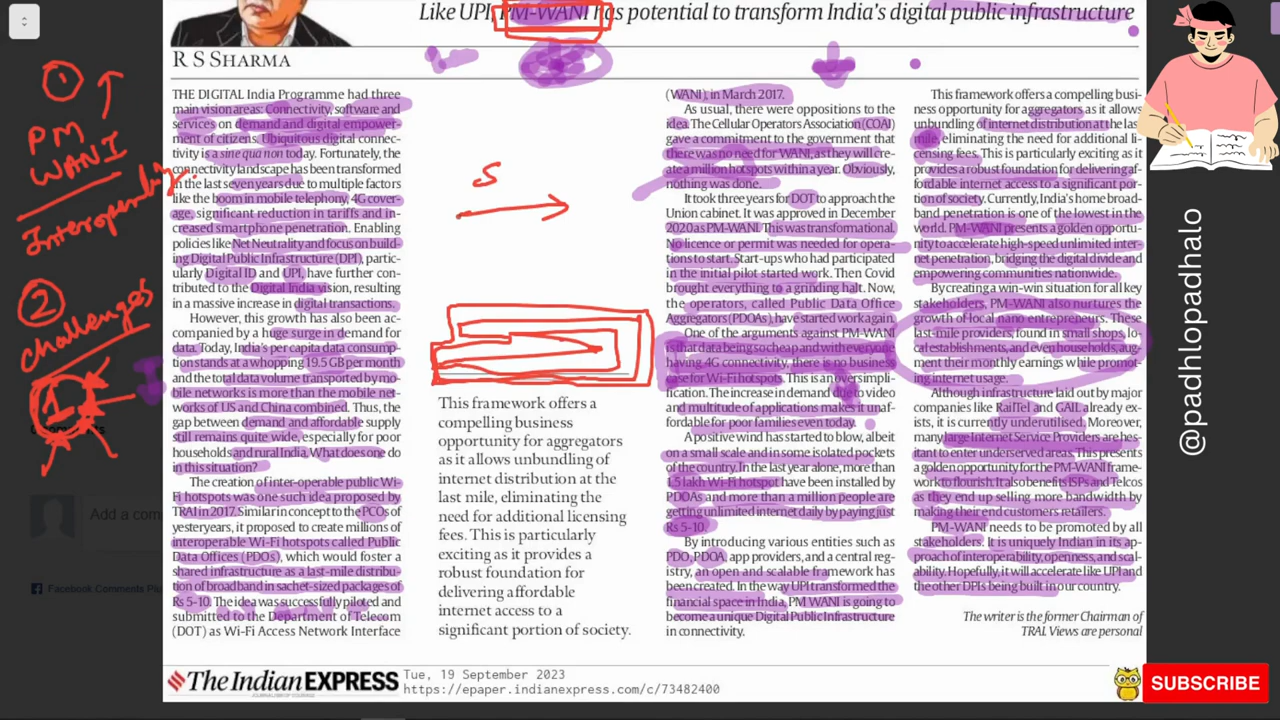 Like UPI, PM-WANI has potential to transform India's digital public infrastructure
R S SHARMA
THE DIGITAL India Programme had three
main vision areas: Connectivity, software and
services on demand and digital empower-
ment of citizens. Ubiquitous digital connec-
tivity is a sine qua non today. Fortunately, the
connectivity landscape has been transformed
in the last seven years due to multiple factors
like the boom in mobile telephony, 4G cover-
age, significant reduction in tariffs and in-
creased smartphone penetration. Enabling
policies like Net Neutrality and focus on build-
ing Digital Public Infrastructure (DPI), partic-
ularly Digital ID and UPI, have further con-
tributed to the Digital India vision, resulting
in a massive increase in digital transactions.
However, this growth has also been ac-
companied by a huge surge in demand for
data. Today, India's per capita data consump-
tion stands at a whopping 19.5 GB per month
and the total data volume transported by mo-
bile networks is more than the mobile net-
works of US and China combined. Thus, the
gap between demand and affordable supply
still remains quite wide, especially for poor
households and rural India. What does one do
in this situation?
The creation of inter-operable public Wi-
Fi hotspots was one such idea proposed by
TRAI in 2017. Similar in concept to the PCOs of
yesteryears, it proposed to create millions of
interoperable Wi-Fi hotspots called Public
Data Offices (PDOs), which would foster a
shared infrastructure as a last-mile distribu-
tion of broadband in sachet-sized packages of
Rs 5-10. The idea was successfully piloted and
submitted to the Department of Telecom
(DOT) as Wi-Fi Access Network Interface
This framework offers a
compelling business
opportunity for aggregators
as it allows unbundling of
internet distribution at the
last mile, eliminating the
need for additional licensing
fees. This is particularly
exciting as it provides a
robust foundation for
delivering affordable
internet access to a
significant portion of society.
(WANI), in March 2017.
As usual, there were oppositions to the
idea. The Cellular Operators Association (COAI)
gave a commitment to the government that
there was no need for WANI, as they will cre-
ate a million hotspots within a year. Obviously,
nothing was done.
It took three years for DOT to approach the
Union cabinet. It was approved in December
2020 as PM-WANI. This was transformational.
No licence or permit was needed for opera-
tions to start. Start-ups who had participated
in the initial pilot started work. Then Covid
brought everything to a grinding halt. Now,
the operators, called Public Data Office
Aggregators (PDOAs), have started work again.
One of the arguments against PM-WANI
is that data being so cheap and with everyone
having 4G connectivity, there is no business
case for Wi-Fi hotspots. This is an oversimpli-
fication. The increase in demand due to video
and multitude of applications makes it unaf-
fordable for poor families even today.
A positive wind has started to blow, albeit
on a small scale and in some isolated pockets
of the country. In the last year alone, more than
1.5 lakh Wi-Fi hotspot have been installed by
PDOAs and more than a million people are
getting unlimited internet daily by paying just
Rs 5-10.
By introducing various entities such as
PDO, PDOA, app providers, and a central reg-
istry, an open and scalable framework has
been created. In the way UPI transformed the
financial space in India, PM WANI is going to
become a unique Digital Public Infrastructure
in connectivity.
This framework offers a compelling busi-
ness opportunity for aggregators as it allows
unbundling of internet distribution at the last
mile, eliminating the need for additional li-
censing fees. This is particularly exciting as it
provides a robust foundation for delivering af-
fordable internet access to a significant por-
tion of society. Currently, India's home broad-
band penetration is one of the lowest in the
world. PM-WANI presents a golden opportu-
nity to accelerate high-speed unlimited inter-
net penetration, bridging the digital divide and
empowering communities nationwide.
By creating a win-win situation for all key
stakeholders, PM-WANI also nurtures the
growth of local nano entrepreneurs. These
last-mile providers, found in small shops, lo-
cal establishments, and even households, aug-
ment their monthly earnings while promot-
ing internet usage.
Although infrastructure laid out by major
companies like RailTel and GAIL already ex-
ists, it is currently underutilised. Moreover,
many large Internet Service Providers are hes-
itant to enter underserved areas. This presents
a golden opportunity for the PM-WANI frame-
work to flourish. It also benefits ISPs and Telcos
as they end up selling more bandwidth by
making their end customers retailers.
PM-WANI needs to be promoted by all
stakeholders. It is uniquely Indian in its ap-
proach of interoperability, openness, and scal-
ability. Hopefully, it will accelerate like UPI and
the other DPIs being built in our country.
The writer is the former Chairman of
TRAI. Views are personal
The Indian EXPRESS
JOURNALISM OF COURAGE
Tue, 19 September 2023
https://epaper.indianexpress.com/c/73482400
1
PM
WANI
② challenges
1
S
Add a com
Facebook Comments Pl
@padhlopadhalo
SUBSCRIBE